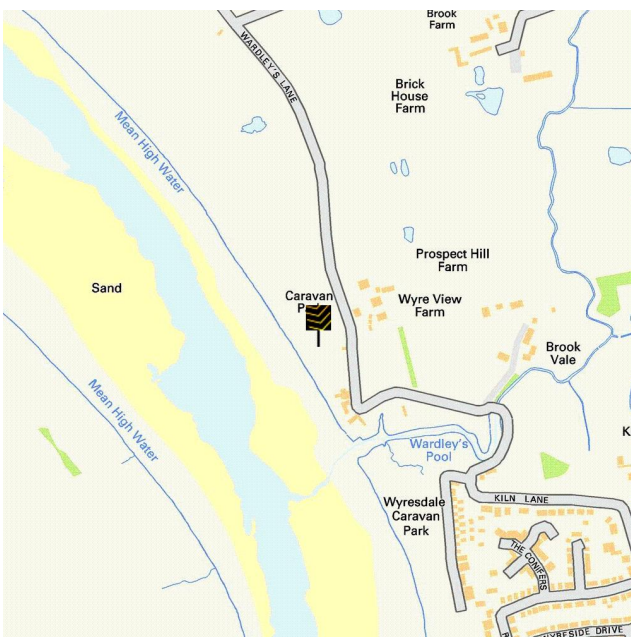 Brook
Farm
WARDLEY'S LANE
Brick
House
Farm
Mean High Water
Prospect Hill
Farm
Sand
Caravan
Wyre View
Farm
Brook
Vale
Mean High Water
Wardley's
Pool
Wyresdale
Caravan
Park
KILN LANE
THE CONIFERS
DRIVE